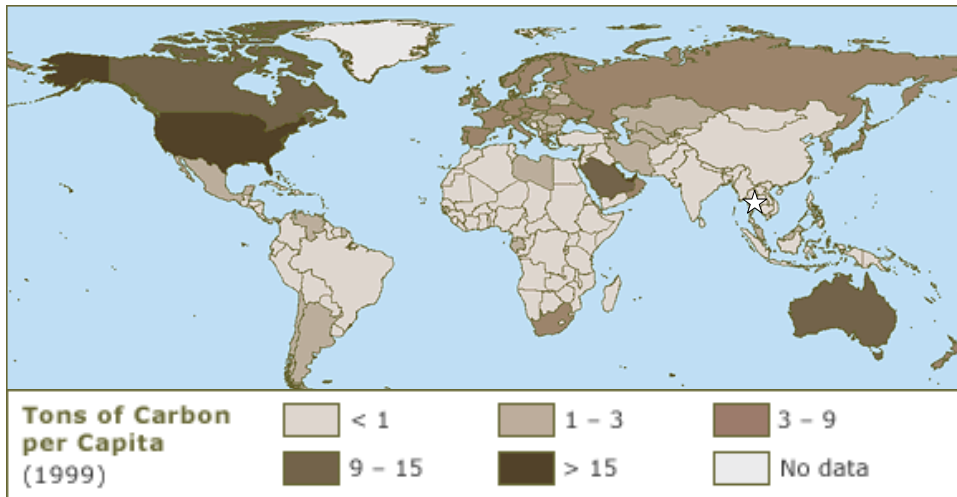 Tons of Carbon
per Capita
(1999)
< 1
1 – 3
3 – 9
9 – 15
> 15
No data